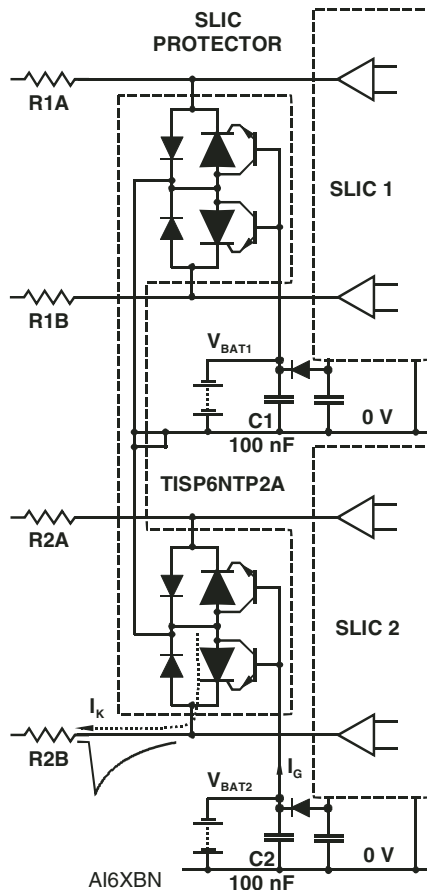 SLIC
PROTECTOR
R1A
SLIC 1
R1B
VBAT1
C1
100 nF
0 V
TISP6NTP2A
R2A
SLIC 2
IK
R2B
VBAT2
IG
C2
100 nF
0 V
AI6XBN